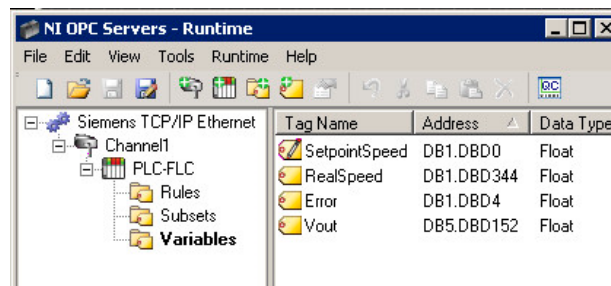 NI OPC Servers - Runtime
File Edit View Tools Runtime Help
QC
Siemens TCP/IP Ethernet
Channel1
PLC-FLC
Rules
Subsets
Variables
Tag Name Address Data Type
SetpointSpeed DB1.DBD0 Float
RealSpeed DB1.DBD344 Float
Error DB1.DBD4 Float
Vout DB5.DBD152 Float